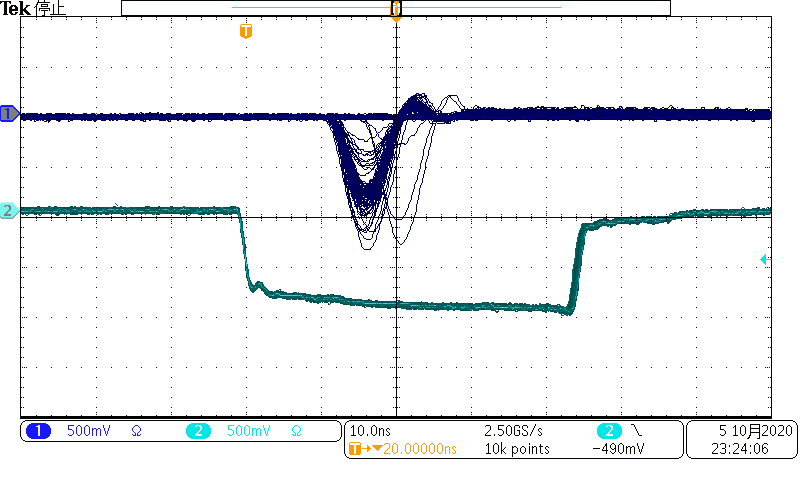 Tek 停止
T
1
2
1 500mV Ω 2 500mV Ω
10.0ns 2.50GS/s 2
T→▼20.00000ns 10k points −490mV
5 10月2020
23:24:06